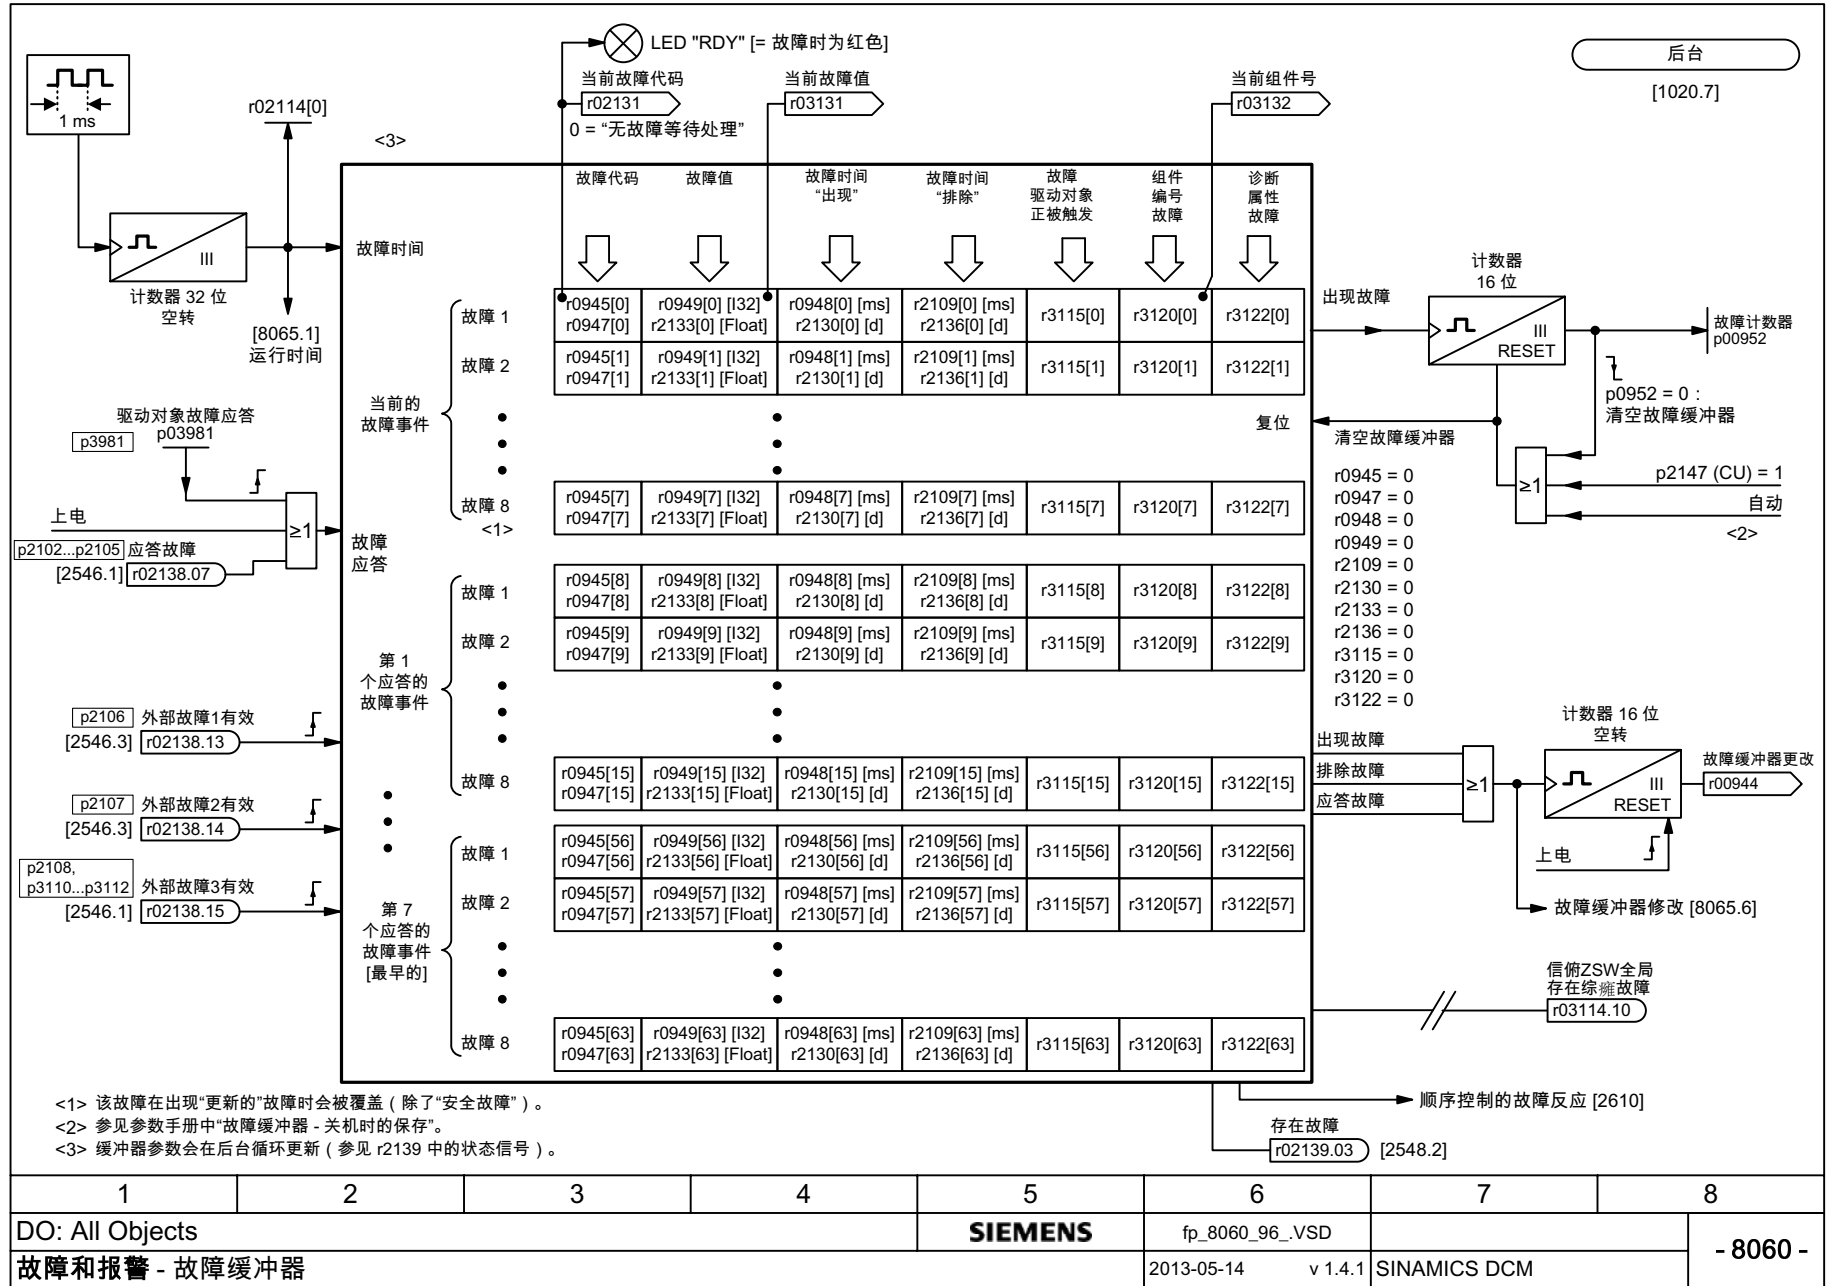 LED "RDY" [= 故障时为红色]
后台
[1020.7]
1 ms
r02114[0]
当前故障代码
r02131
0 = “无故障等待处理”
当前故障值
r03131
当前组件号
r03132
<3>
故障代码
故障值
故障时间
“出现”
故障时间
“排除”
故障
驱动对象
正被触发
组件
编号
故障
诊断
属性
故障
III
计数器 32 位
空转
[8065.1]
运行时间
故障时间
当前的
故障事件
故障 1
r0945[0] r0949[0] [I32] r0948[0] [ms] r2109[0] [ms]
r3115[0] r3120[0] r3122[0]
r0947[0] r2133[0] [Float] r2130[0] [d] r2136[0] [d]
故障 2
r0945[1] r0949[1] [I32] r0948[1] [ms] r2109[1] [ms]
r3115[1] r3120[1] r3122[1]
r0947[1] r2133[1] [Float] r2130[1] [d] r2136[1] [d]
故障 8
<1>
r0945[7] r0949[7] [I32] r0948[7] [ms] r2109[7] [ms]
r3115[7] r3120[7] r3122[7]
r0947[7] r2133[7] [Float] r2130[7] [d] r2136[7] [d]
出现故障
计数器
16 位
III
RESET
故障计数器
p00952
p0952 = 0 :
清空故障缓冲器
复位
清空故障缓冲器
≥1
p2147 (CU) = 1
自动
<2>
r0945 = 0
r0947 = 0
r0948 = 0
r0949 = 0
r2109 = 0
r2130 = 0
r2133 = 0
r2136 = 0
r3115 = 0
r3120 = 0
r3122 = 0
驱动对象故障应答
p3981
p03981
上电
≥1
p2102...p2105 应答故障
[2546.1] r02138.07
故障
应答
第 1
个应答的
故障事件
故障 1
r0945[8] r0949[8] [I32] r0948[8] [ms] r2109[8] [ms]
r3115[8] r3120[8] r3122[8]
r0947[8] r2133[8] [Float] r2130[8] [d] r2136[8] [d]
故障 2
r0945[9] r0949[9] [I32] r0948[9] [ms] r2109[9] [ms]
r3115[9] r3120[9] r3122[9]
r0947[9] r2133[9] [Float] r2130[9] [d] r2136[9] [d]
故障 8
r0945[15] r0949[15] [I32] r0948[15] [ms] r2109[15] [ms]
r3115[15] r3120[15] r3122[15]
r0947[15] r2133[15] [Float] r2130[15] [d] r2136[15] [d]
p2106 外部故障1有效
[2546.3] r02138.13
p2107 外部故障2有效
[2546.3] r02138.14
p2108,
p3110...p3112 外部故障3有效
[2546.1] r02138.15
第 7
个应答的
故障事件
[最早的]
故障 1
r0945[56] r0949[56] [I32] r0948[56] [ms] r2109[56] [ms]
r3115[56] r3120[56] r3122[56]
r0947[56] r2133[56] [Float] r2130[56] [d] r2136[56] [d]
故障 2
r0945[57] r0949[57] [I32] r0948[57] [ms] r2109[57] [ms]
r3115[57] r3120[57] r3122[57]
r0947[57] r2133[57] [Float] r2130[57] [d] r2136[57] [d]
故障 8
r0945[63] r0949[63] [I32] r0948[63] [ms] r2109[63] [ms]
r3115[63] r3120[63] r3122[63]
r0947[63] r2133[63] [Float] r2130[63] [d] r2136[63] [d]
出现故障
排除故障
应答故障
≥1
计数器 16 位
空转
III
RESET
故障缓冲器更改
r00944
上电
故障缓冲器修改 [8065.6]
信俯ZSW全局
存在综瘫故障
r03114.10
顺序控制的故障反应 [2610]
存在故障
r02139.03 [2548.2]
<1> 该故障在出现“更新的”故障时会被覆盖 ( 除了“安全故障” ) 。
<2> 参见参数手册中“故障缓冲器 - 关机时的保存”。
<3> 缓冲器参数会在后台循环更新 ( 参见 r2139 中的状态信号 ) 。
1 2 3 4 5 6 7 8
DO: All Objects
SIEMENS
fp_8060_96_.VSD
- 8060 -
故障和报警 - 故障缓冲器
2013-05-14 v 1.4.1 SINAMICS DCM